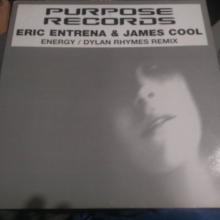 PURPOSE
RECORDS
ERIC ENTRENA & JAMES COOL
ENERGY / DYLAN RHYMES REMIX